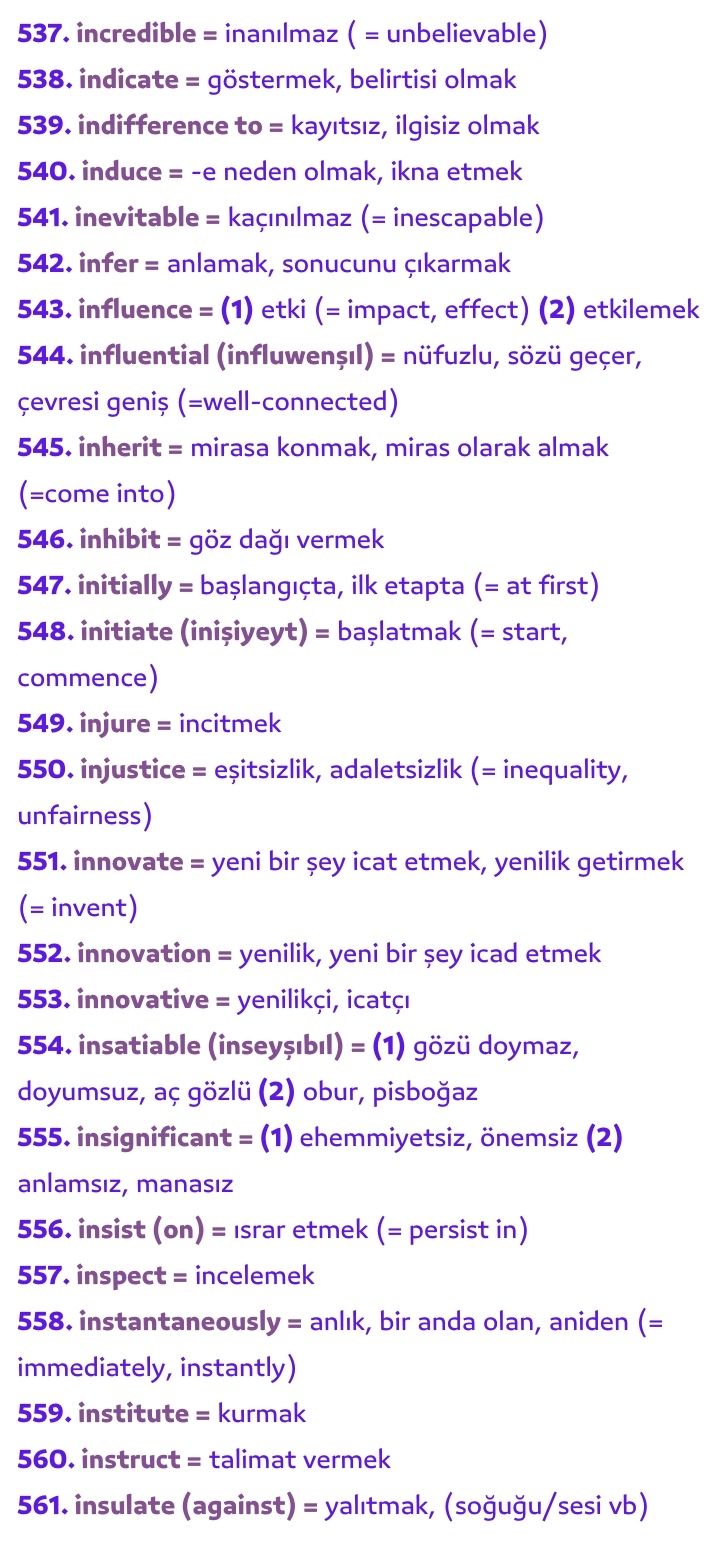 537. incredible = inanılmaz ( = unbelievable)
538. indicate = göstermek, belirtisi olmak
539. indifference to = kayıtsız, ilgisiz olmak
540. induce = -e neden olmak, ikna etmek
541. inevitable = kaçınılmaz (= inescapable)
542. infer = anlamak, sonucunu çıkarmak
543. influence = (1) etki (= impact, effect) (2) etkilemek
544. influential (influwenşıl) = nüfuzlu, sözü geçer,
çevresi geniş (=well-connected)
545. inherit = mirasa konmak, miras olarak almak
(=come into)
546. inhibit = göz dağı vermek
547. initially = başlangıçta, ilk etapta (= at first)
548. initiate (inişiyeyt) = başlatmak (= start,
commence)
549. injure = incitmek
550. injustice = eşitsizlik, adaletsizlik (= inequality,
unfairness)
551. innovate = yeni bir şey icat etmek, yenilik getirmek
(= invent)
552. innovation = yenilik, yeni bir şey icad etmek
553. innovative = yenilikçi, icatçı
554. insatiable (inseyşıbıl) = (1) gözü doymaz,
doyumsuz, aç gözlü (2) obur, pisboğaz
555. insignificant = (1) ehemmiyetsiz, önemsiz (2)
anlamsız, manasız
556. insist (on) = ısrar etmek (= persist in)
557. inspect = incelemek
558. instantaneously = anlık, bir anda olan, aniden (=
immediately, instantly)
559. institute = kurmak
560. instruct = talimat vermek
561. insulate (against) = yalıtmak, (soğuğu/sesi vb)